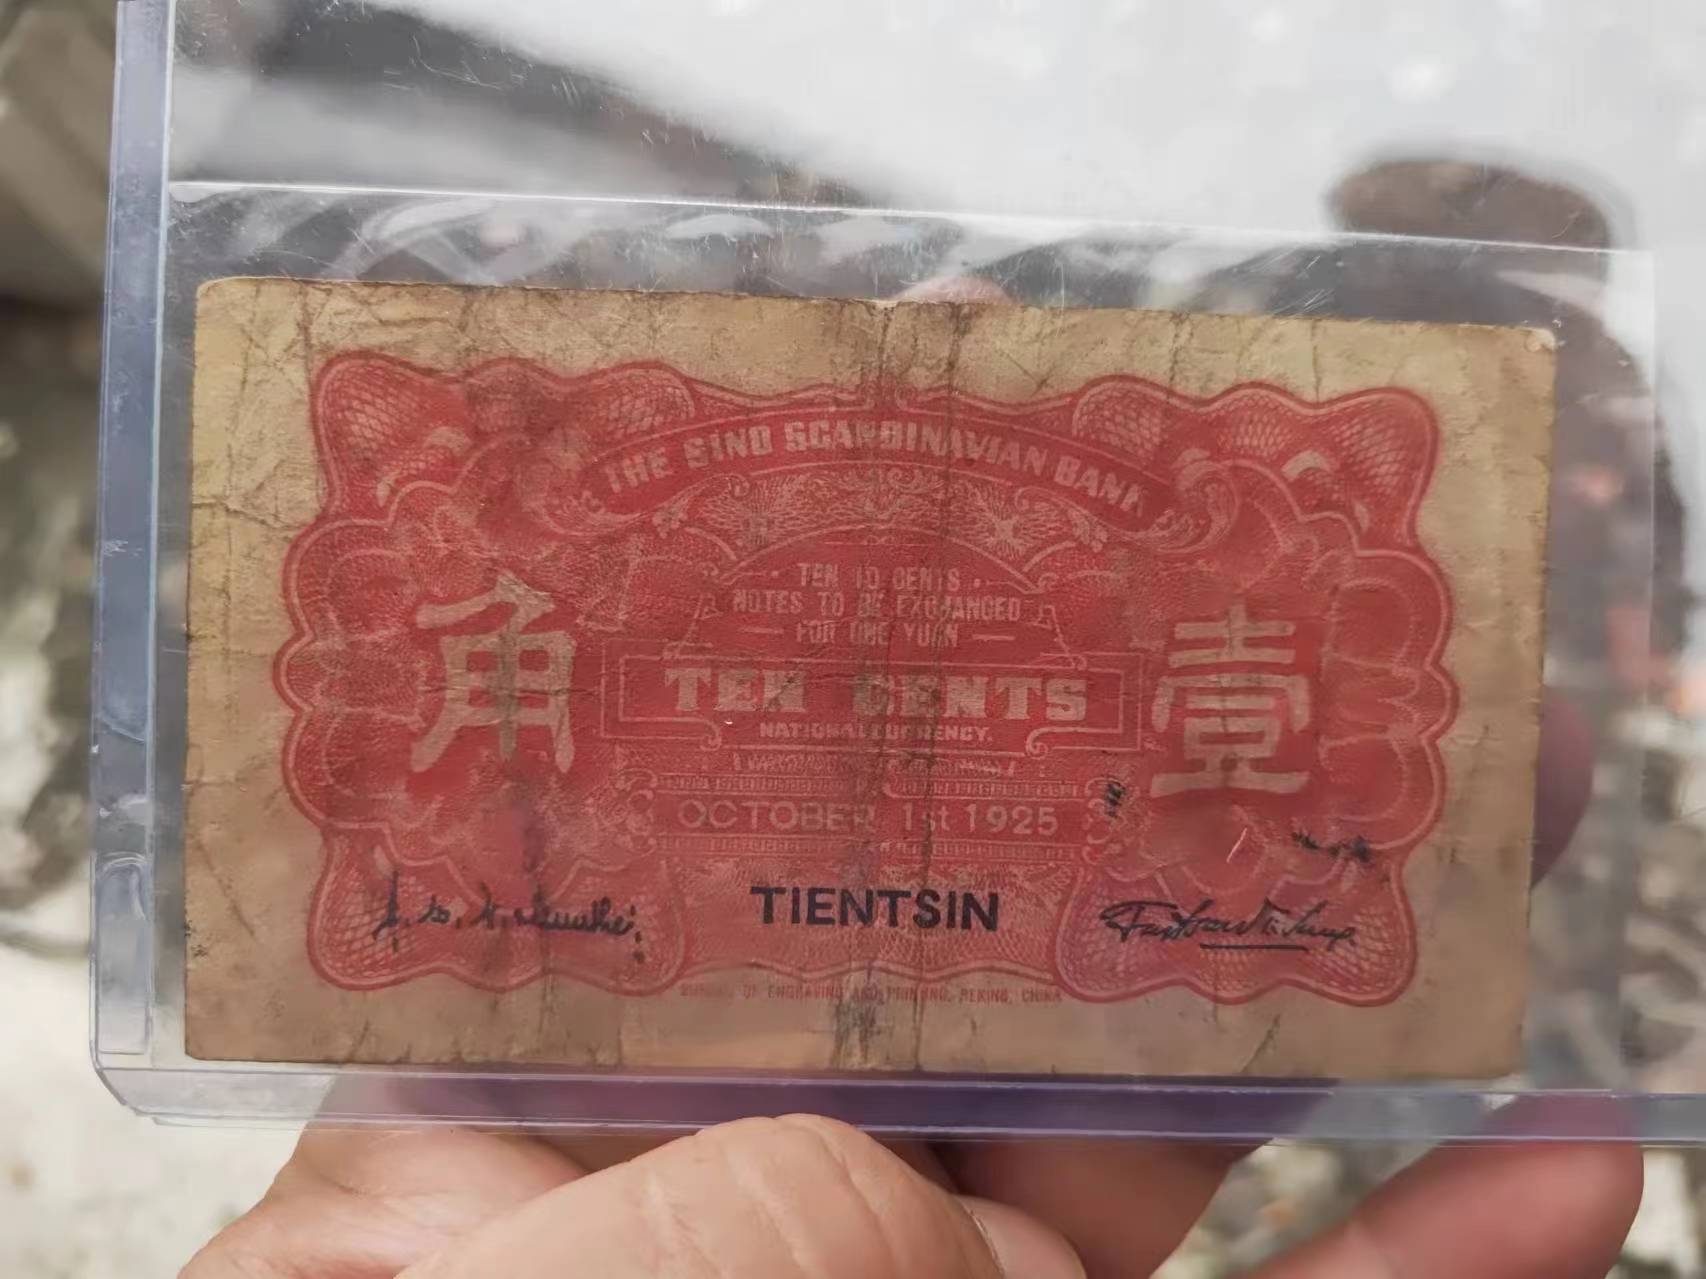 THE SINO SCANDINAVIAN BANK
TEN 10 CENTS
NOTES TO BE EXCHANGED
FOR ONE YUAN
角 壹
TEN CENTS
NATIONAL CURRENCY.
OCTOBER 1st 1925
TIENTSIN
BUREAU OF ENGRAVING AND PRINTING, PEKING, CHINA